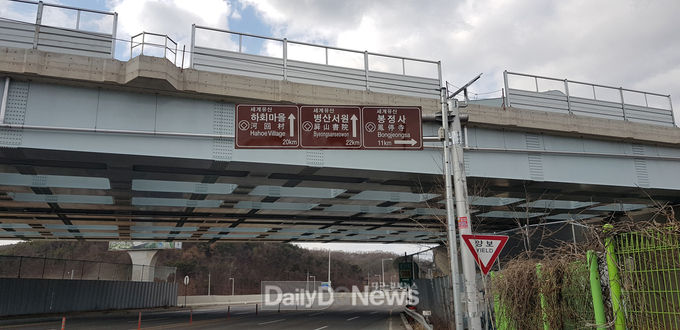 세계유산
하회마을
河回村
Hahoe Village
20km
세계유산
병산서원
屛山書院
Byeongsanseowon
22km
세계유산
봉정사
鳳停寺
Bongjeongsa
11km
양보
YIELD
DailyD News